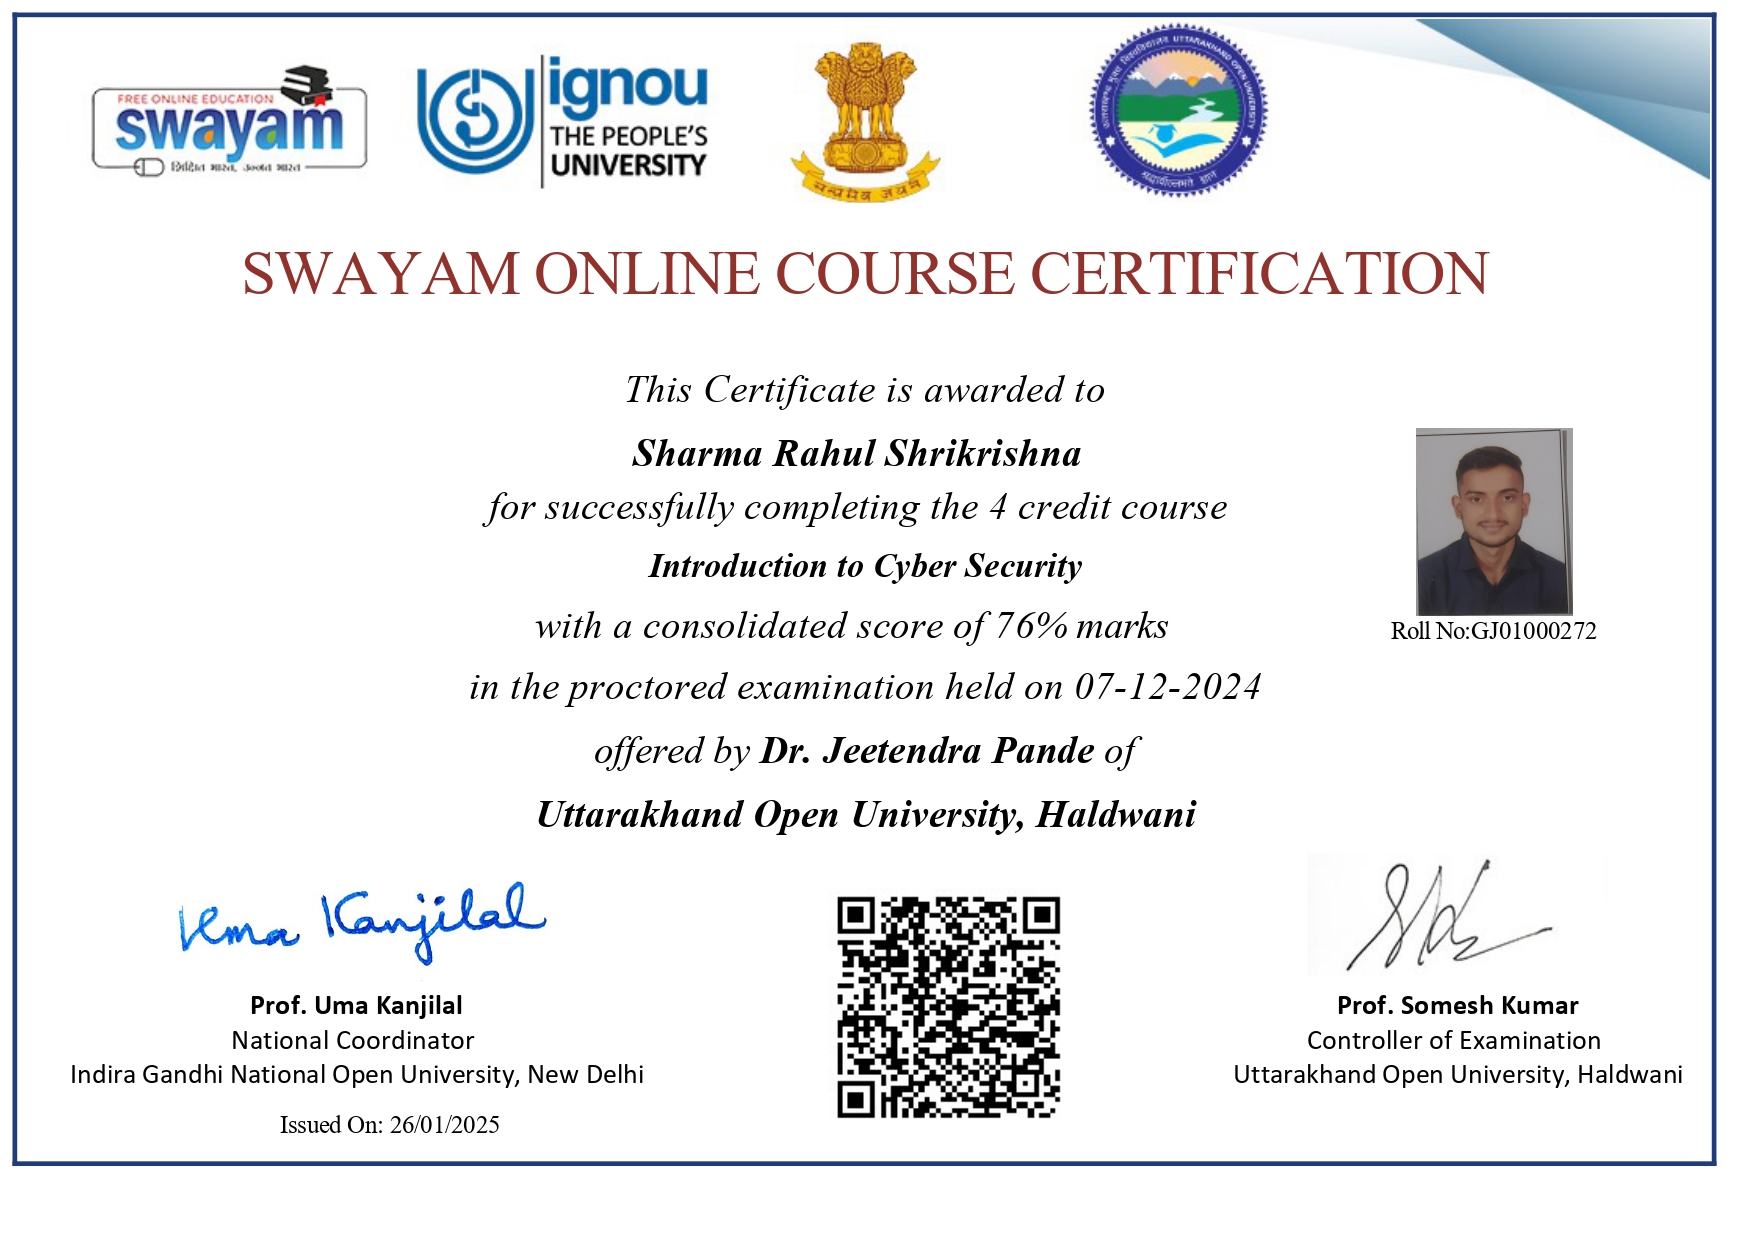 FREE ONLINE EDUCATION
swayam
ignou
THE PEOPLE'S
UNIVERSITY
सत्यमेव जयते
UTTARAKHAND OPEN UNIVERSITY
SWAYAM ONLINE COURSE CERTIFICATION
This Certificate is awarded to
Sharma Rahul Shrikrishna
for successfully completing the 4 credit course
Introduction to Cyber Security
with a consolidated score of 76% marks
Roll No:GJ01000272
in the proctored examination held on 07-12-2024
offered by Dr. Jeetendra Pande of
Uttarakhand Open University, Haldwani
Uma Kanjilal
Prof. Uma Kanjilal
National Coordinator
Indira Gandhi National Open University, New Delhi
Issued On: 26/01/2025
Prof. Somesh Kumar
Controller of Examination
Uttarakhand Open University, Haldwani